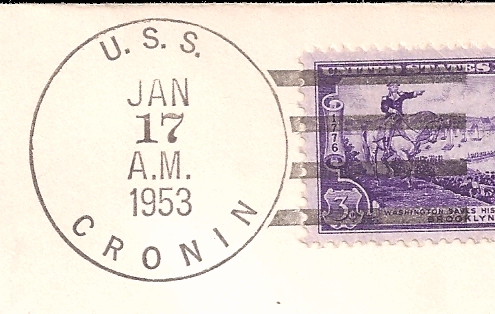 U.S.S.
JAN
17
A.M.
1953
CRONIN
UNITED STATES
1776
3¢
WASHINGTON SAVES HIS
BROOKLYN